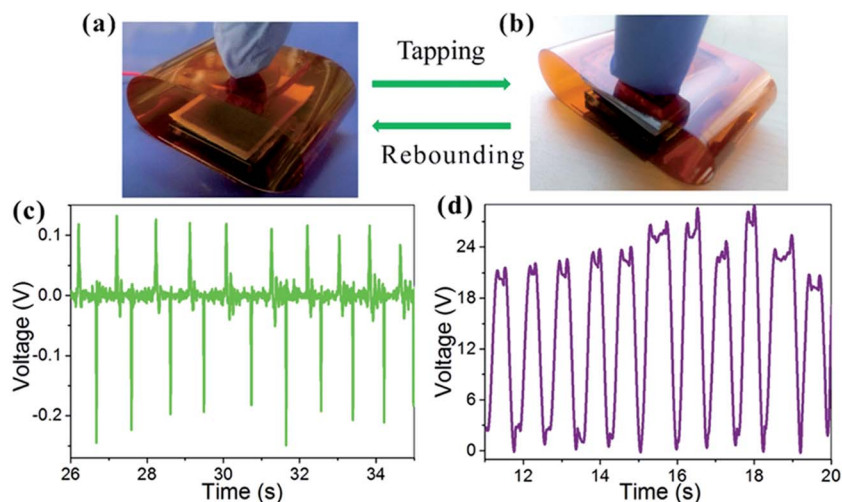 (a)
Tapping
(b)
Rebounding
(c)
Voltage (V)
0.1
0.0
-0.1
-0.2
26 28 30 32 34
Time (s)
(d)
Voltage (V)
24
18
12
6
0
12 14 16 18 20
Time (s)